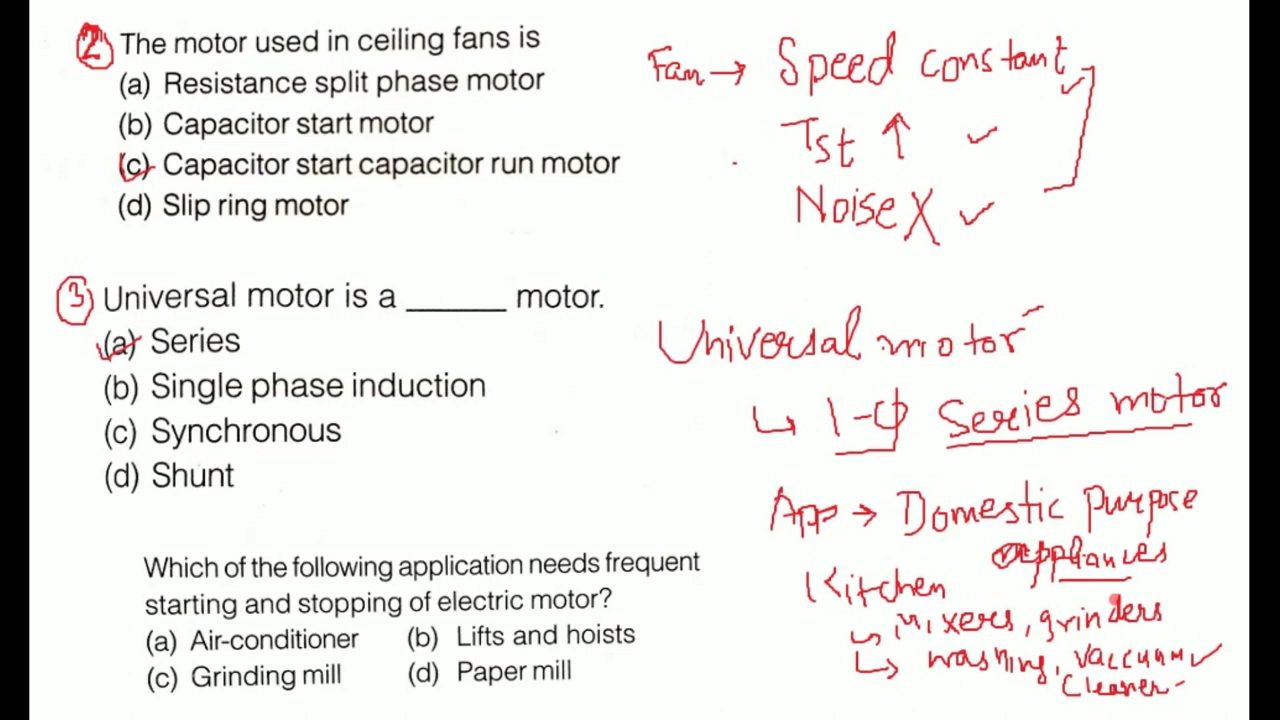 2 The motor used in ceiling fans is
(a) Resistance split phase motor
(b) Capacitor start motor
(c) Capacitor start capacitor run motor
(d) Slip ring motor
Fan → Speed constant ✓
Tst ↑ ✓
Noise X ✓
3 Universal motor is a ______ motor.
(a) Series
(b) Single phase induction
(c) Synchronous
(d) Shunt
Universal motor
↳ 1-φ Series motor
App → Domestic purpose
appliances
Kitchen
↳ mixers, grinders
↳ washing, vaccuum
cleaner-
Which of the following application needs frequent
starting and stopping of electric motor?
(a) Air-conditioner (b) Lifts and hoists
(c) Grinding mill (d) Paper mill